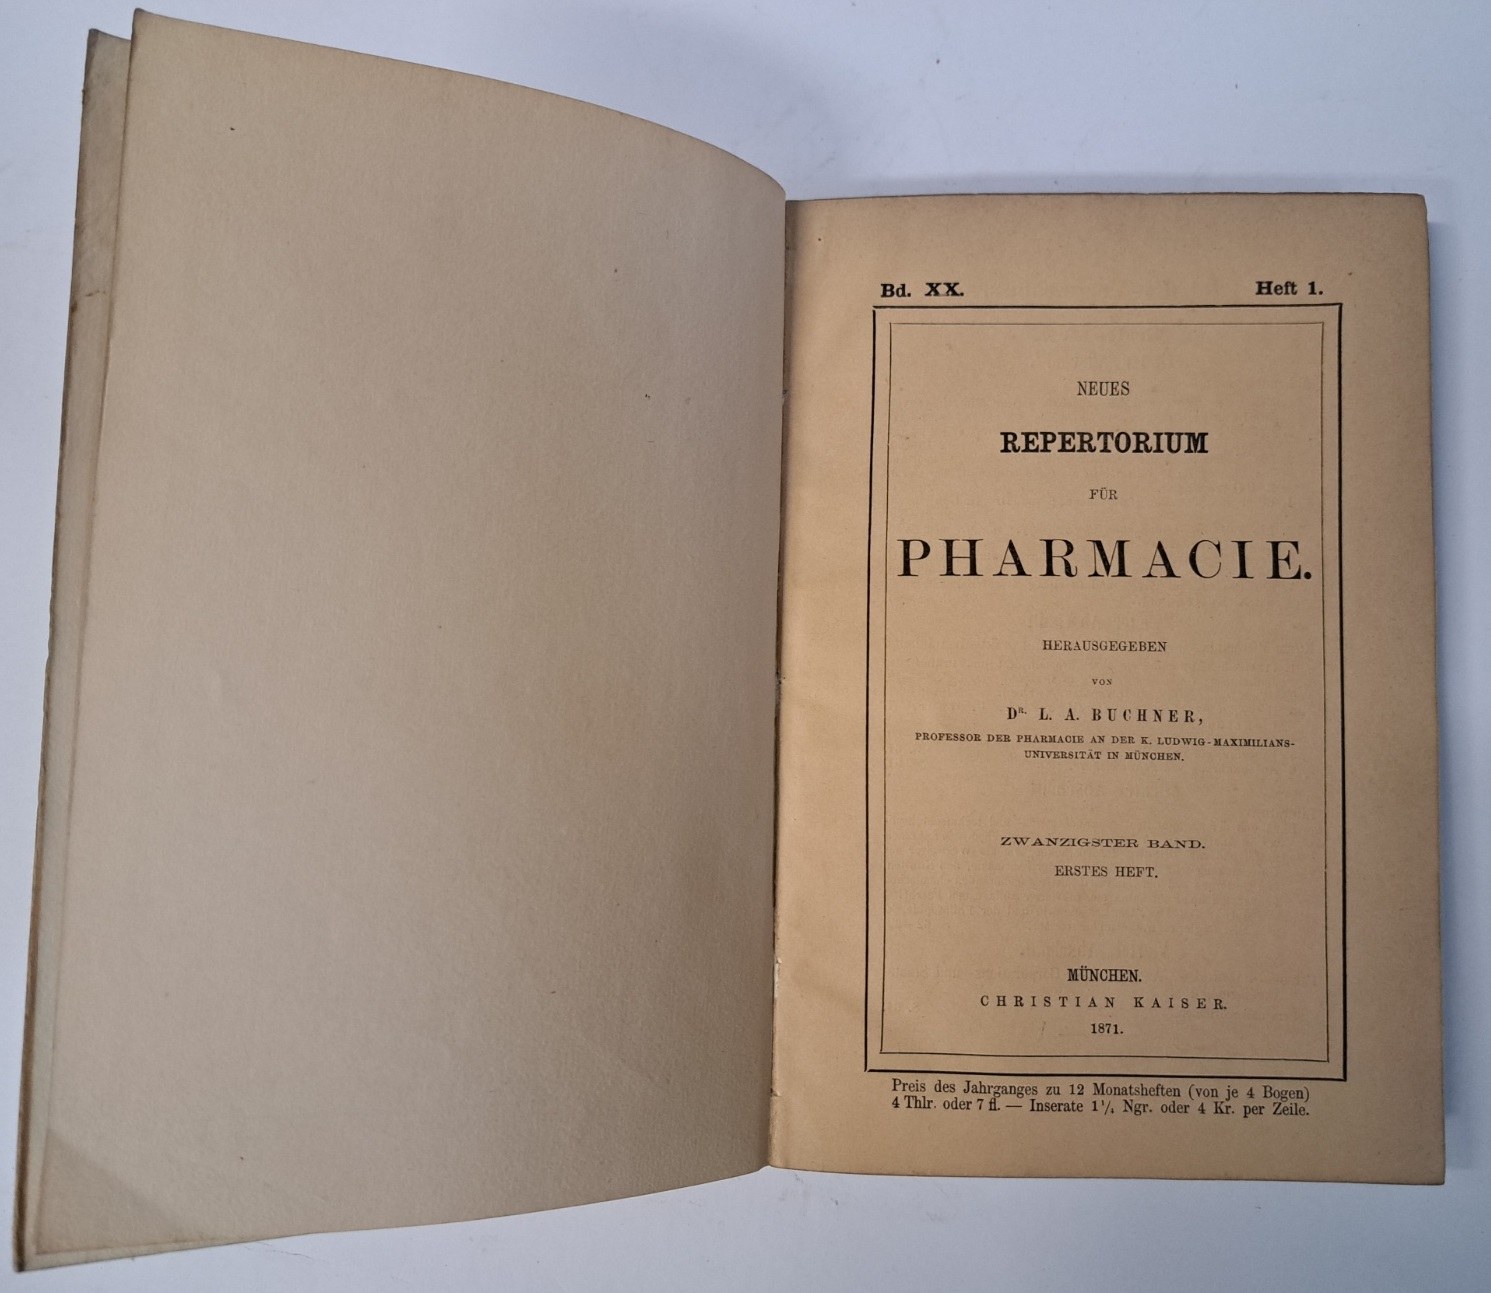 Bd. XX. Heft 1.
NEUES
REPERTORIUM
FÜR
PHARMACIE.
HERAUSGEGEBEN
VON
DR. L. A. BUCHNER,
PROFESSOR DER PHARMACIE AN DER K. LUDWIG-MAXIMILIANS-
UNIVERSITÄT IN MÜNCHEN.
ZWANZIGSTER BAND.
ERSTES HEFT.
MÜNCHEN.
CHRISTIAN KAISER.
1871.
Preis des Jahrganges zu 12 Monatsheften (von je 4 Bogen)
4 Thlr. oder 7 fl. — Inserate 1¼ Ngr. oder 4 Kr. per Zeile.